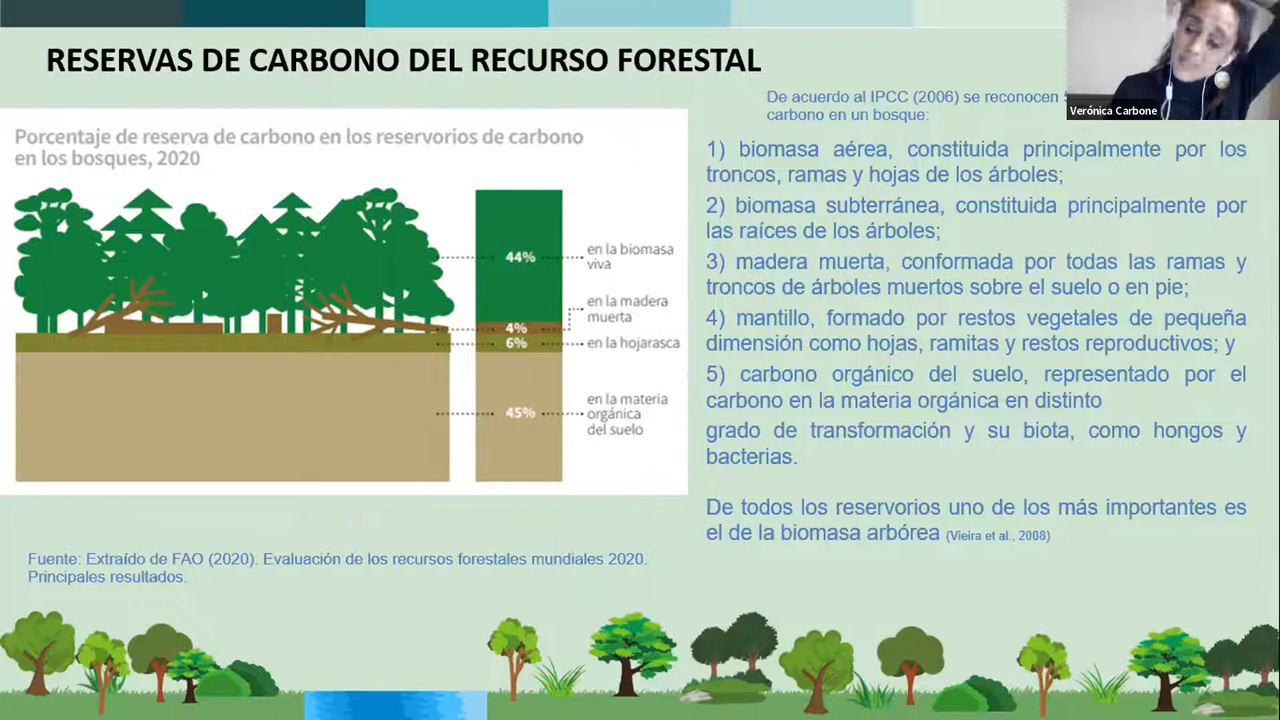 RESERVAS DE CARBONO DEL RECURSO FORESTAL
Verónica Carbone
Porcentaje de reserva de carbono en los reservorios de carbono
en los bosques, 2020
44%
en la biomasa
viva
en la madera
muerta
4%
6%
en la hojarasca
45%
en la materia
orgánica
del suelo
Fuente: Extraído de FAO (2020). Evaluación de los recursos forestales mundiales 2020.
Principales resultados.
De acuerdo al IPCC (2006) se reconocen
carbono en un bosque:
1) biomasa aérea, constituida principalmente por los
troncos, ramas y hojas de los árboles;
2) biomasa subterránea, constituida principalmente por
las raíces de los árboles;
3) madera muerta, conformada por todas las ramas y
troncos de árboles muertos sobre el suelo o en pie;
4) mantillo, formado por restos vegetales de pequeña
dimensión como hojas, ramitas y restos reproductivos; y
5) carbono orgánico del suelo, representado por el
carbono en la materia orgánica en distinto
grado de transformación y su biota, como hongos y
bacterias.
De todos los reservorios uno de los más importantes es
el de la biomasa arbórea (Vieira et al., 2008)